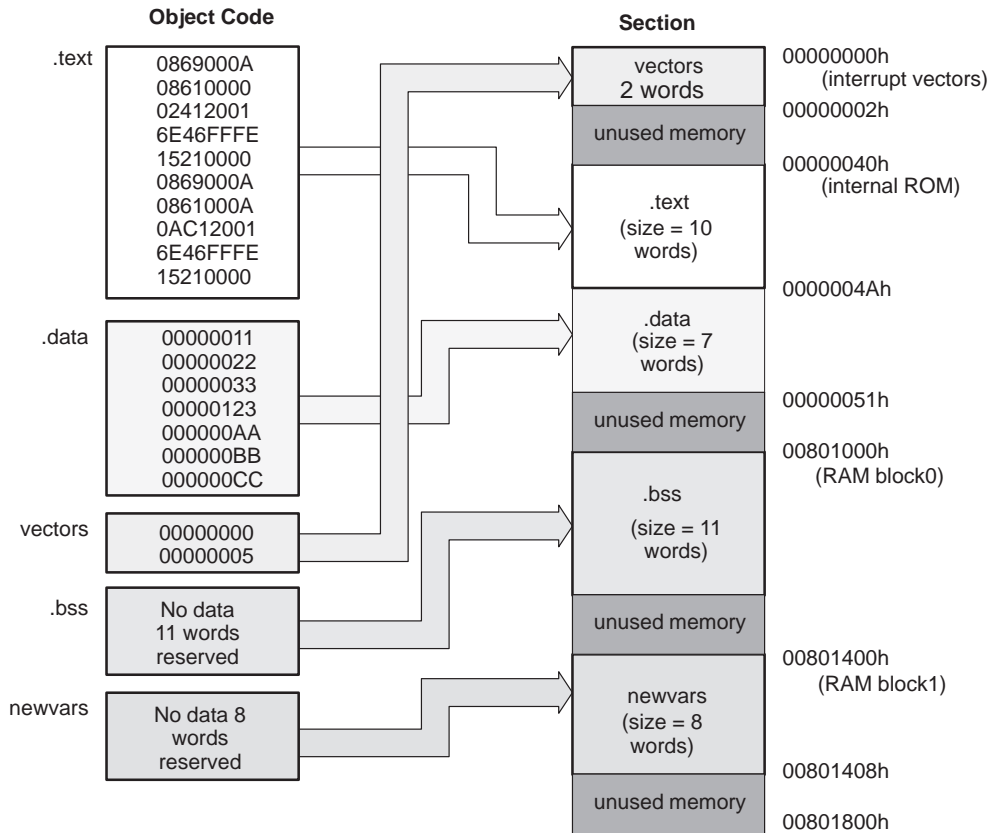 Object Code
.text
0869000A
08610000
02412001
6E46FFFE
15210000
0869000A
0861000A
0AC12001
6E46FFFE
15210000
.data
00000011
00000022
00000033
00000123
000000AA
000000BB
000000CC
vectors
00000000
00000005
.bss
No data
11 words
reserved
newvars
No data 8
words
reserved
Section
vectors
2 words
00000000h
(interrupt vectors)
00000002h
unused memory
00000040h
(internal ROM)
.text
(size = 10
words)
0000004Ah
.data
(size = 7
words)
00000051h
unused memory
00801000h
(RAM block0)
.bss
(size = 11
words)
unused memory
00801400h
(RAM block1)
newvars
(size = 8
words)
00801408h
unused memory
00801800h